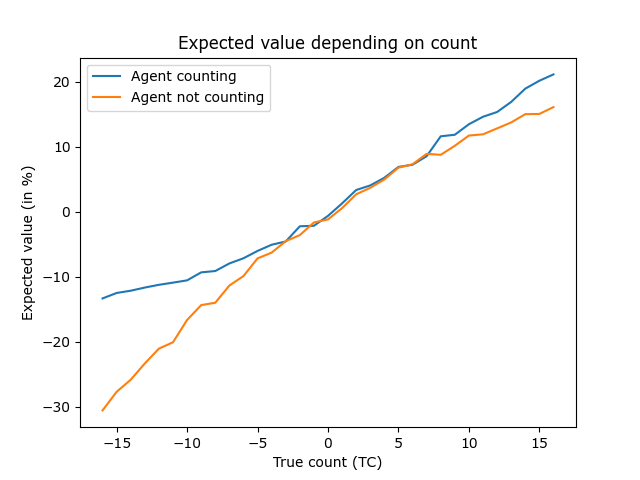 Expected value depending on count
Agent counting
Agent not counting
Expected value (in %)
20
10
0
−10
−20
−30
−15
−10
−5
0
5
10
15
True count (TC)